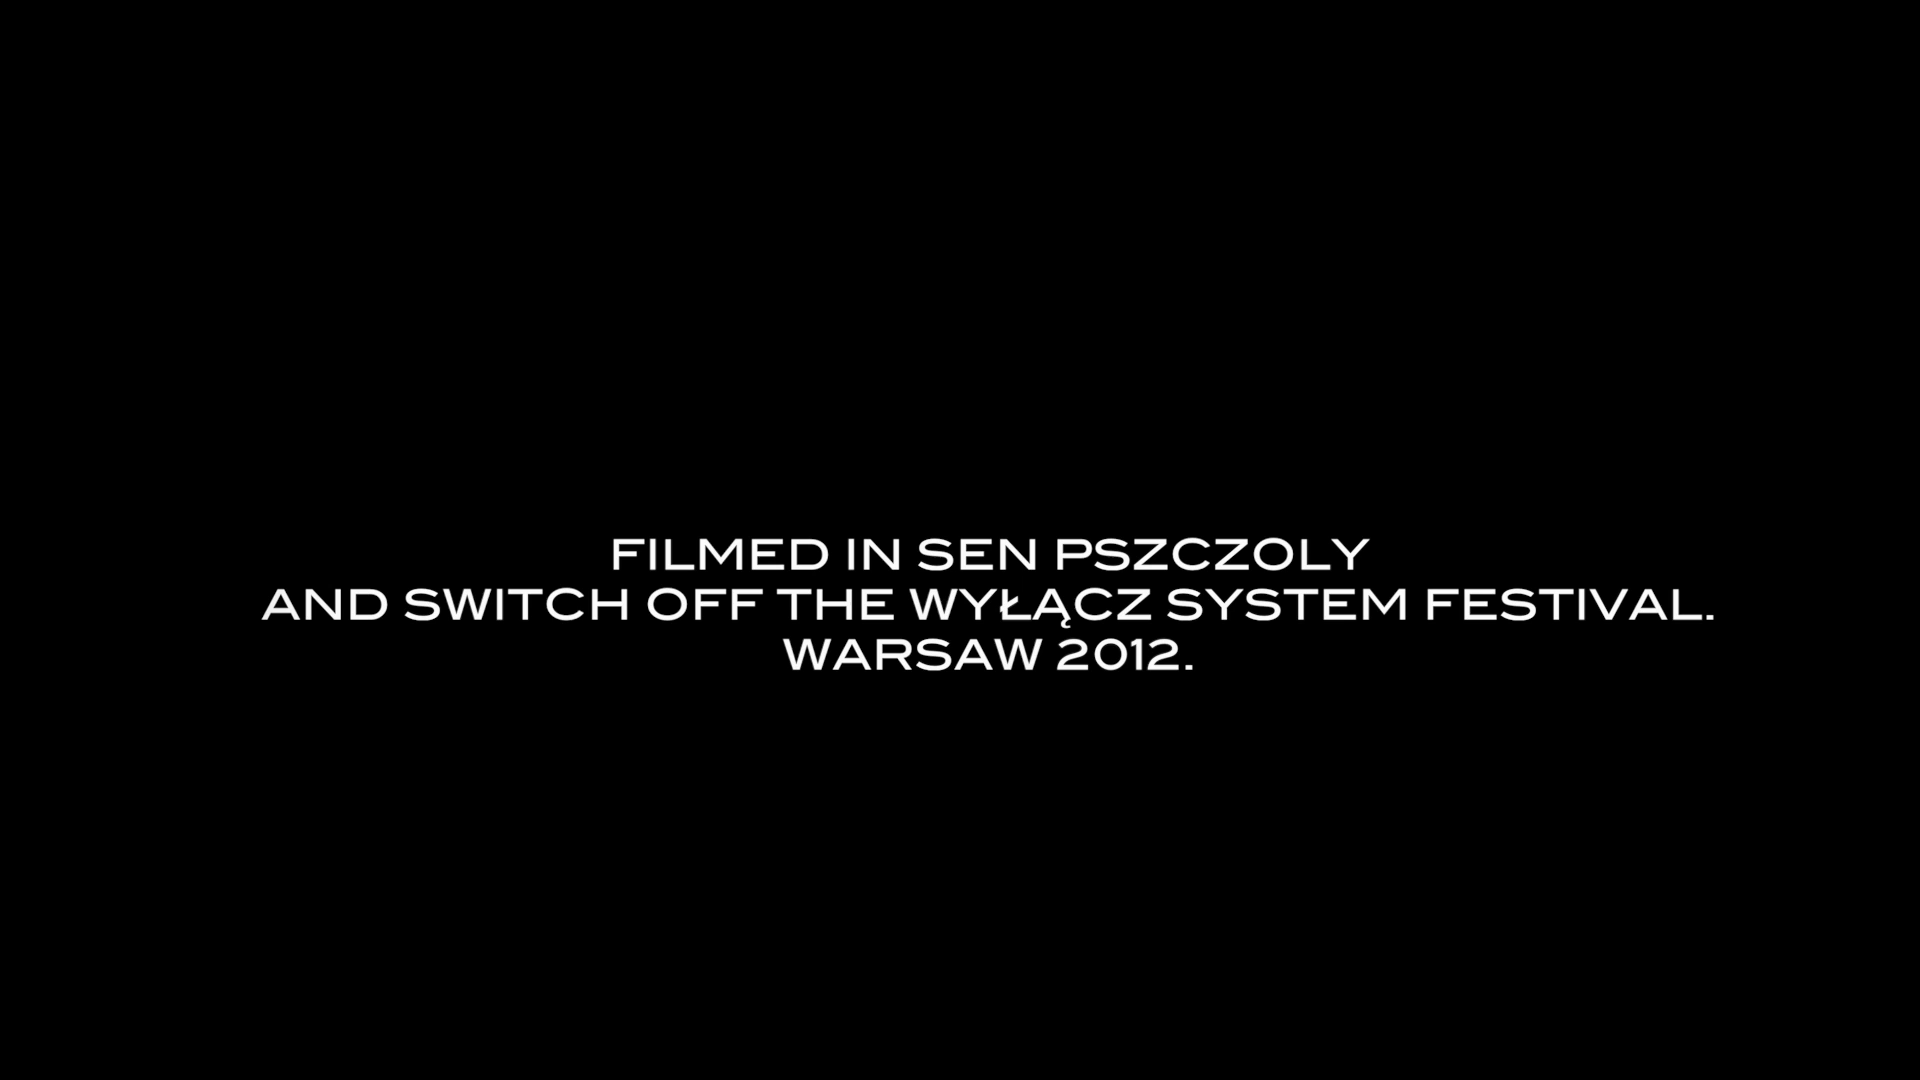 FILMED IN SEN PSZCZOLY
AND SWITCH OFF THE WYŁĄCZ SYSTEM FESTIVAL.
WARSAW 2012.